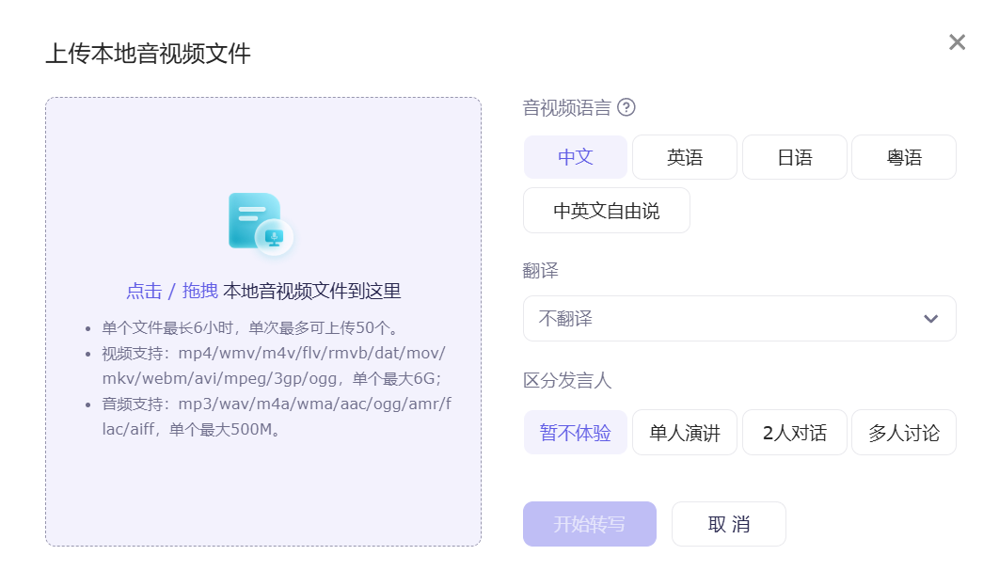 上传本地音视频文件
点击 / 拖拽 本地音视频文件到这里
单个文件最长6小时，单次最多可上传50个。
视频支持：mp4/wmv/m4v/flv/rmvb/dat/mov/
mkv/webm/avi/mpeg/3gp/ogg，单个最大6G；
音频支持：mp3/wav/m4a/wma/aac/ogg/amr/f
lac/aiff，单个最大500M。
音视频语言 ?
中文 英语 日语 粤语
中英文自由说
翻译
不翻译
区分发言人
暂不体验 单人演讲 2人对话 多人讨论
开始转写 取 消